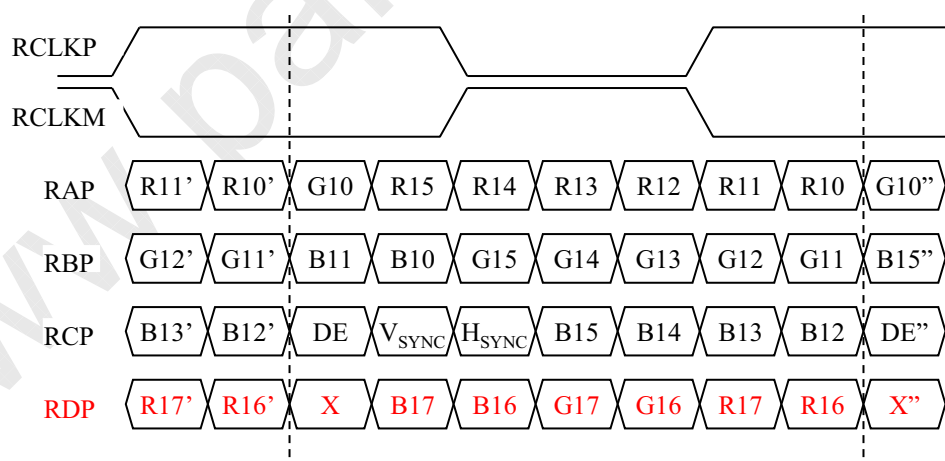 www.pa
RCLKP
RCLKM
RAP R11’ R10’ G10 R15 R14 R13 R12 R11 R10 G10”
RBP G12’ G11’ B11 B10 G15 G14 G13 G12 G11 B15”
RCP B13’ B12’ DE VSYNC HSYNC B15 B14 B13 B12 DE”
RDP R17’ R16’ X B17 B16 G17 G16 R17 R16 X”